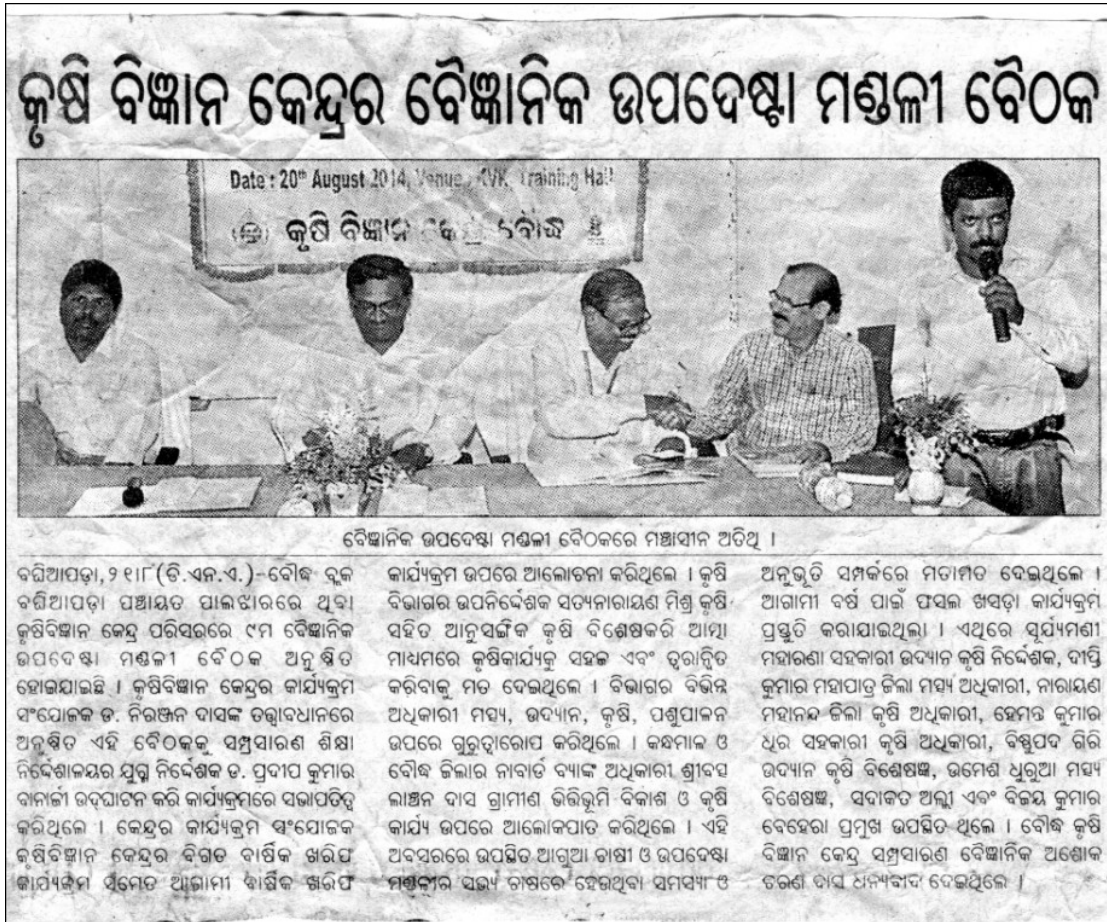 କୃଷି ବିଜ୍ଞାନ କେନ୍ଦ୍ରର ବୈଜ୍ଞାନିକ ଉପଦେଷ୍ଟା ମଣ୍ଡଳୀ ବୈଠକ
Date : 20th August 2014, Venue : KVK, Training Hall
କୃଷି ବିଜ୍ଞାନ କେନ୍ଦ୍ର, ବୌଦ୍ଧ
ବୈଜ୍ଞାନିକ ଉପଦେଷ୍ଟା ମଣ୍ଡଳୀ ବୈଠକରେ ମଞ୍ଚାସୀନ ଅତିଥି ।
ବଘିଆପଡ଼ା,୨୧।୮(ଡି.ଏନ.ଏ.)–ବୌଦ୍ଧ ବ୍ଲକ
ବଘିଆପଡ଼ା ପଞ୍ଚାୟତ ପାଲଝାରରେ ଥିବା
କୃଷିବିଜ୍ଞାନ କେନ୍ଦ୍ର ପରିସରରେ ୯ମ ବୈଜ୍ଞାନିକ
ଉପଦେଷ୍ଟା ମଣ୍ଡଳୀ ବୈଠକ ଅନୁଷ୍ଠିତ
ହୋଇଯାଇଛି । କୃଷିବିଜ୍ଞାନ କେନ୍ଦ୍ରର କାର୍ଯ୍ୟକ୍ରମ
ସଂଯୋଜକ ଡ. ନିରଞ୍ଜନ ଦାସଙ୍କ ତତ୍ତ୍ୱାବଧାନରେ
ଅନୁଷ୍ଠିତ ଏହି ବୈଠକକୁ ସମ୍ପ୍ରସାରଣ ଶିକ୍ଷା
ନିର୍ଦ୍ଦେଶାଳୟର ଯୁଗ୍ମ ନିର୍ଦ୍ଦେଶକ ଡ. ପ୍ରଦୀପ କୁମାର
ବାନାର୍ଜୀ ଉଦ୍‌ଘାଟନ କରି କାର୍ଯ୍ୟକ୍ରମରେ ସଭାପତିତ୍ୱ
କରିଥିଲେ । କେନ୍ଦ୍ରର କାର୍ଯ୍ୟକ୍ରମ ସଂଯୋଜକ
କୃଷିବିଜ୍ଞାନ କେନ୍ଦ୍ରର ବିଗତ ବାର୍ଷିକ ଖରିଫ
କାର୍ଯ୍ୟକ୍ରମ ସମେତ ଆଗାମୀ ବାର୍ଷିକ ଖରିଫ
କାର୍ଯ୍ୟକ୍ରମ ଉପରେ ଆଲୋଚନା କରିଥିଲେ । କୃଷି
ବିଭାଗର ଉପନିର୍ଦ୍ଦେଶକ ସତ୍ୟନାରାୟଣ ମିଶ୍ର କୃଷି
ସହିତ ଆନୁସଙ୍ଗିକ କୃଷି ବିଶେଷକରି ଆତ୍ମା
ମାଧ୍ୟମରେ କୃଷିକାର୍ଯ୍ୟକୁ ସହଜ ଏବଂ ତ୍ୱରାନ୍ୱିତ
କରିବାକୁ ମତ ଦେଇଥିଲେ । ବିଭାଗର ବିଭିନ୍ନ
ଅଧିକାରୀ ମତ୍ସ୍ୟ, ଉଦ୍ୟାନ, କୃଷି, ପଶୁପାଳନ
ଉପରେ ଗୁରୁତ୍ୱାରୋପ କରିଥିଲେ । କନ୍ଧମାଳ ଓ
ବୌଦ୍ଧ ଜିଲାର ନାବାର୍ଡ ବ୍ୟାଙ୍କ ଅଧିକାରୀ ଶ୍ରୀବତ୍ସ
ଲାଞ୍ଛନ ଦାସ ଗ୍ରାମୀଣ ଭିତ୍ତିଭୂମି ବିକାଶ ଓ କୃଷି
କାର୍ଯ୍ୟ ଉପରେ ଆଲୋକପାତ କରିଥିଲେ । ଏହି
ଅବସରରେ ଉପସ୍ଥିତ ଆଗୁଆ ଚାଷୀ ଓ ଉପଦେଷ୍ଟା
ମଣ୍ଡଳୀର ସଭ୍ୟ ଚାଷରେ ହେଉଥିବା ସମସ୍ୟା ଓ
ଅନୁଭୂତି ସମ୍ପର୍କରେ ମତାମତ ଦେଇଥିଲେ ।
ଆଗାମୀ ବର୍ଷ ପାଇଁ ଫସଲ ଖସଡ଼ା କାର୍ଯ୍ୟକ୍ରମ
ପ୍ରସ୍ତୁତି କରାଯାଇଥିଲା । ଏଥିରେ ସୂର୍ଯ୍ୟମଣୀ
ମହାରଣା ସହକାରୀ ଉଦ୍ୟାନ କୃଷି ନିର୍ଦ୍ଦେଶକ, ଦୀପ୍ତି
କୁମାର ମହାପାତ୍ର ଜିଲା ମତ୍ସ୍ୟ ଅଧିକାରୀ, ନାରାୟଣ
ମହାନନ୍ଦ ଜିଲା କୃଷି ଅଧିକାରୀ, ହେମନ୍ତ କୁମାର
ଧିର ସହକାରୀ କୃଷି ଅଧିକାରୀ, ବିଷ୍ଣୁପଦ ଗିରି
ଉଦ୍ୟାନ କୃଷି ବିଶେଷଜ୍ଞ, ଉମେଶ ଧୁରୁଆ ମତ୍ସ୍ୟ
ବିଶେଷଜ୍ଞ, ସଦାକତ ଅଲ୍ଲୀ ଏବଂ ବିଜୟ କୁମାର
ବେହେରା ପ୍ରମୁଖ ଉପସ୍ଥିତ ଥିଲେ । ବୌଦ୍ଧ କୃଷି
ବିଜ୍ଞାନ କେନ୍ଦ୍ର ସମ୍ପ୍ରସାରଣ ବୈଜ୍ଞାନିକ ଅଶୋକ
ଚରଣ ଦାସ ଧନ୍ୟବାଦ ଦେଇଥିଲେ ।